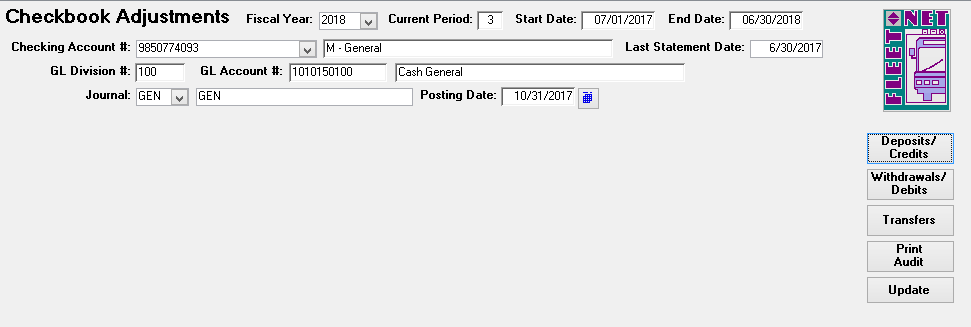 Checkbook Adjustments Fiscal Year: 2018 Current Period: 3 Start Date: 07/01/2017 End Date: 06/30/2018
Checking Account #: 9850774093 M - General Last Statement Date: 6/30/2017
GL Division #: 100 GL Account #: 1010150100 Cash General
Journal: GEN GEN Posting Date: 10/31/2017
FLEET NET
Deposits/
Credits
Withdrawals/
Debits
Transfers
Print
Audit
Update